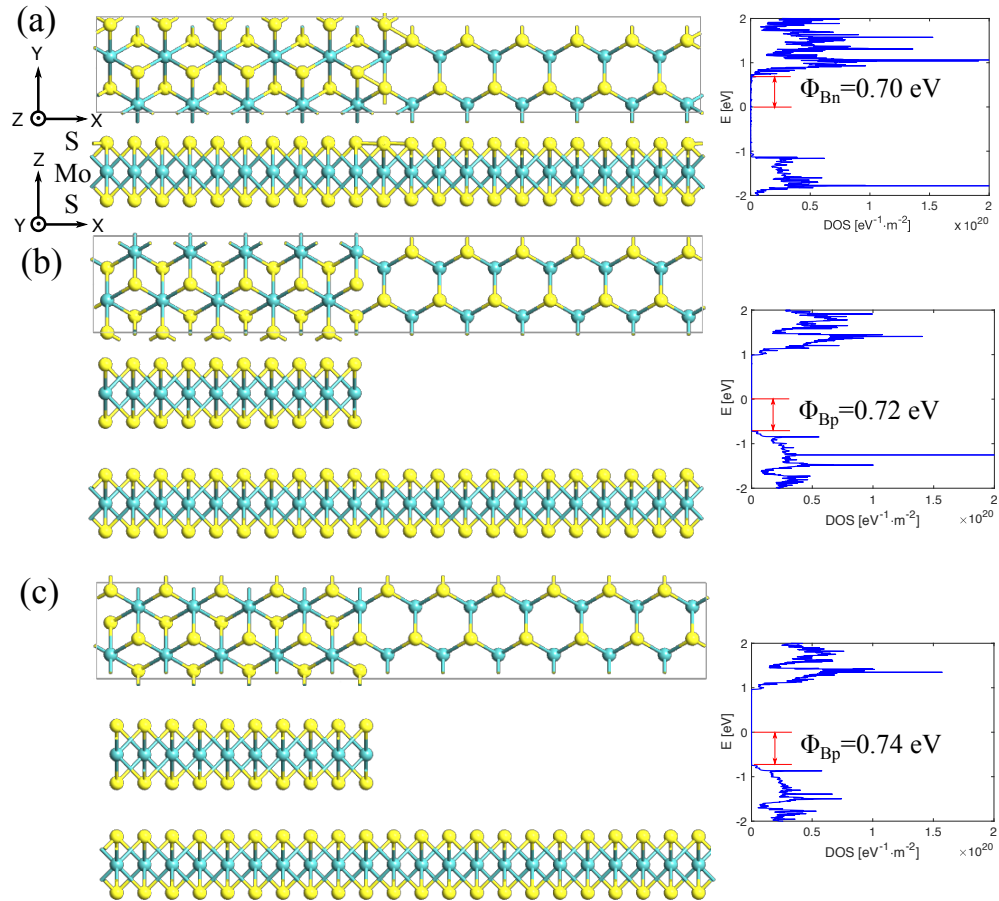 (a)
Y
Z X
S
Z Mo
S
Y X
2
1
0
-1
-2
E [eV]
ΦBn=0.70 eV
0 0.5 1 1.5 2
DOS [eV⁻¹·m⁻²] ×10²⁰
(b)
2
1
0
-1
-2
E [eV]
ΦBp=0.72 eV
0 0.5 1 1.5 2
DOS [eV⁻¹·m⁻²] ×10²⁰
(c)
2
1
0
-1
-2
E [eV]
ΦBp=0.74 eV
0 0.5 1 1.5 2
DOS [eV⁻¹·m⁻²] ×10²⁰